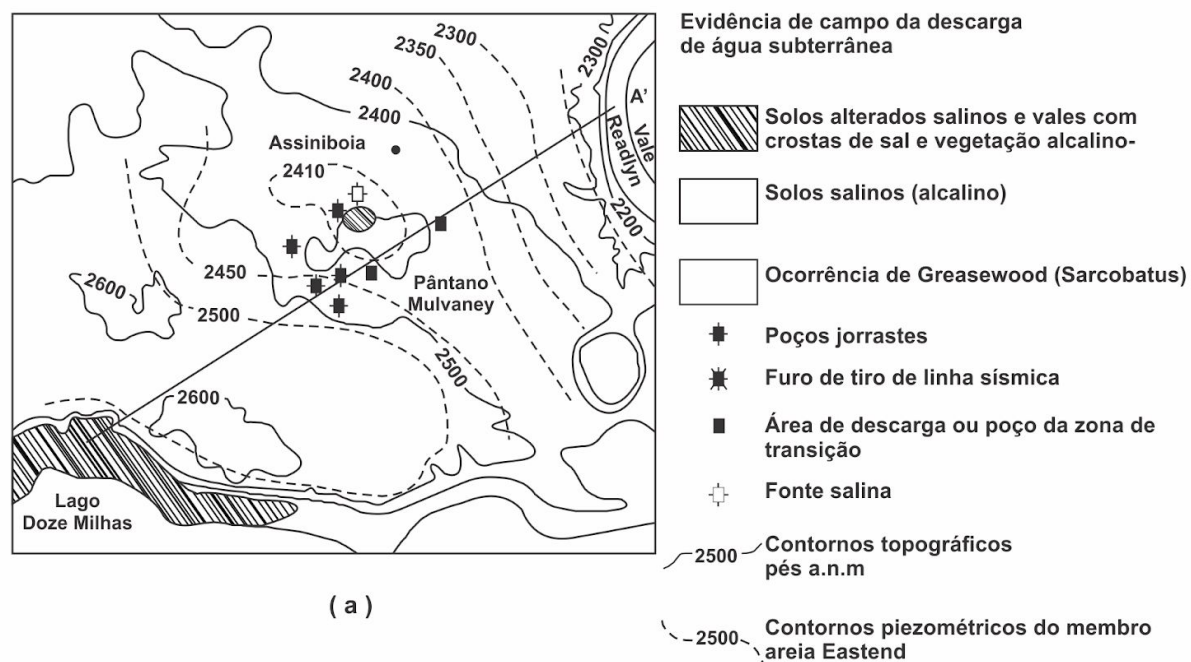 2300
2350
2400
2400
2300
A'
Vale
Readlyn
2200
Assiniboia
2410
2450
Pântano
Mulvaney
2600
2500
2500
2600
Lago
Doze Milhas
( a )
Evidência de campo da descarga
de água subterrânea
Solos alterados salinos e vales com
crostas de sal e vegetação alcalino-
Solos salinos (alcalino)
Ocorrência de Greasewood (Sarcobatus)
Poços jorrastes
Furo de tiro de linha sísmica
Área de descarga ou poço da zona de
transição
Fonte salina
2500
Contornos topográficos
pés a.n.m
2500
Contornos piezométricos do membro
areia Eastend